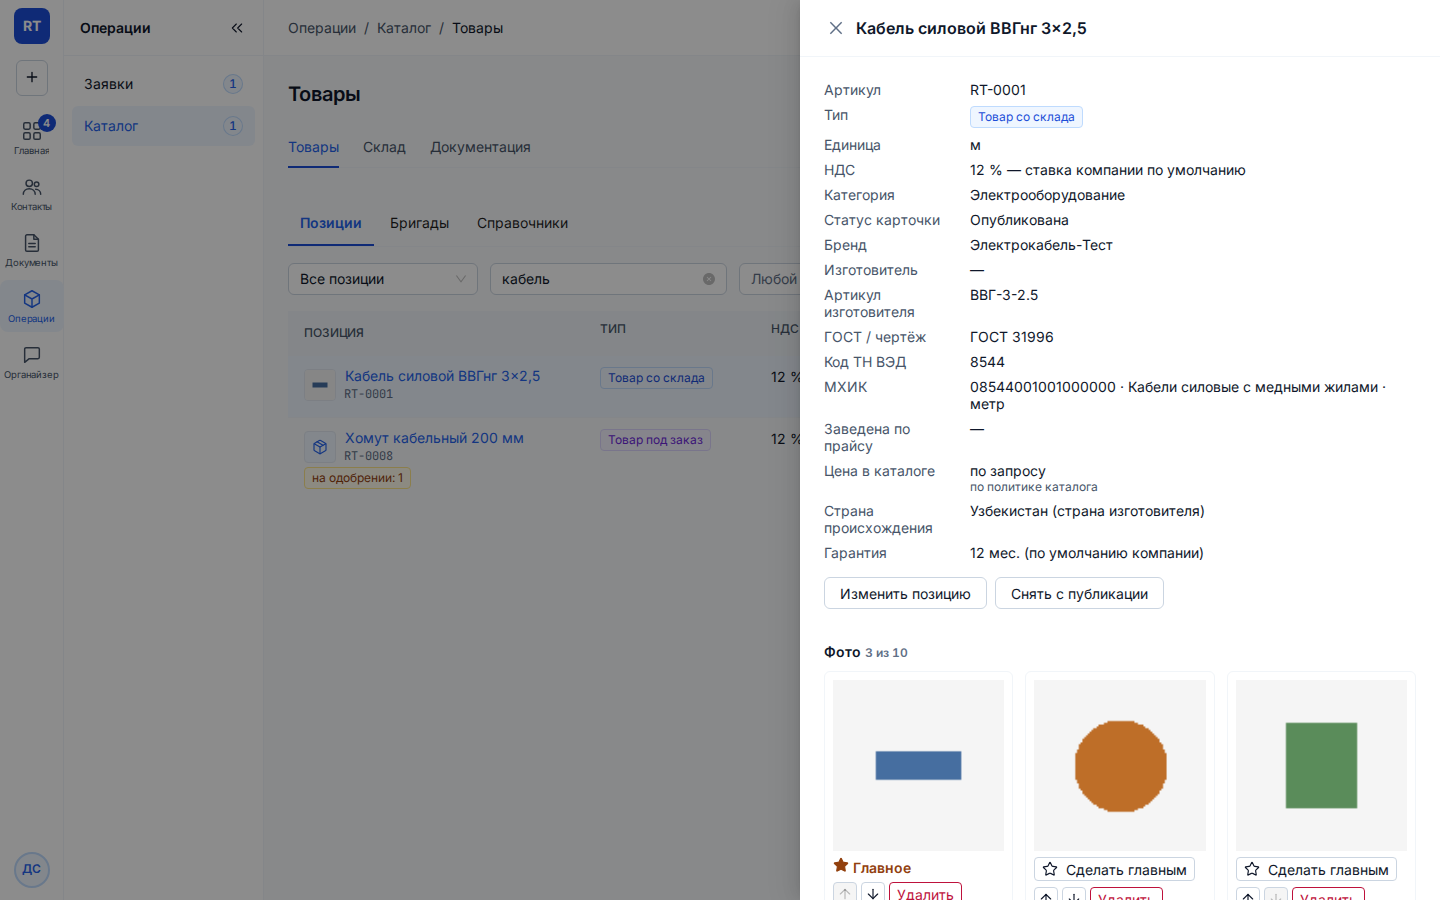 RT
Главная
4
Контакты
Документы
Операции
Органайзер
ДС
Операции
Заявки 1
Каталог 1
Операции / Каталог / Товары
Товары
Товары Склад Документация
Позиции Бригады Справочники
Все позиции кабель Любой
ПОЗИЦИЯ ТИП НДС
Кабель силовой ВВГнг 3×2,5 Товар со склада 12 %
RT-0001
Хомут кабельный 200 мм Товар под заказ 12 %
RT-0008
на одобрении: 1
Кабель силовой ВВГнг 3×2,5
Артикул RT-0001
Тип Товар со склада
Единица м
НДС 12 % — ставка компании по умолчанию
Категория Электрооборудование
Статус карточки Опубликована
Бренд Электрокабель-Тест
Изготовитель —
Артикул изготовителя ВВГ-3-2.5
ГОСТ / чертёж ГОСТ 31996
Код ТН ВЭД 8544
МХИК 08544001001000000 · Кабели силовые с медными жилами ·
метр
Заведена по прайсу —
Цена в каталоге по запросу
по политике каталога
Страна происхождения Узбекистан (страна изготовителя)
Гарантия 12 мес. (по умолчанию компании)
Изменить позицию Снять с публикации
Фото 3 из 10
Главное Сделать главным Сделать главным
Удалить Удалить Удалить